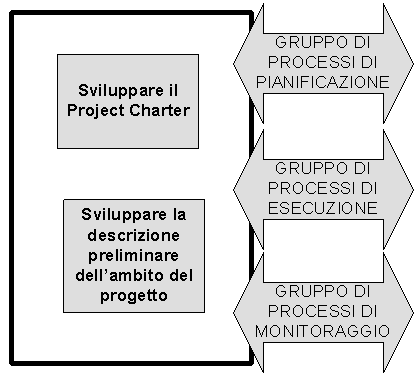 Sviluppare il
Project Charter
Sviluppare la
descrizione
preliminare
dell'ambito del
progetto
GRUPPO DI
PROCESSI DI
PIANIFICAZIONE
GRUPPO DI
PROCESSI DI
ESECUZIONE
GRUPPO DI
PROCESSI DI
MONITORAGGIO